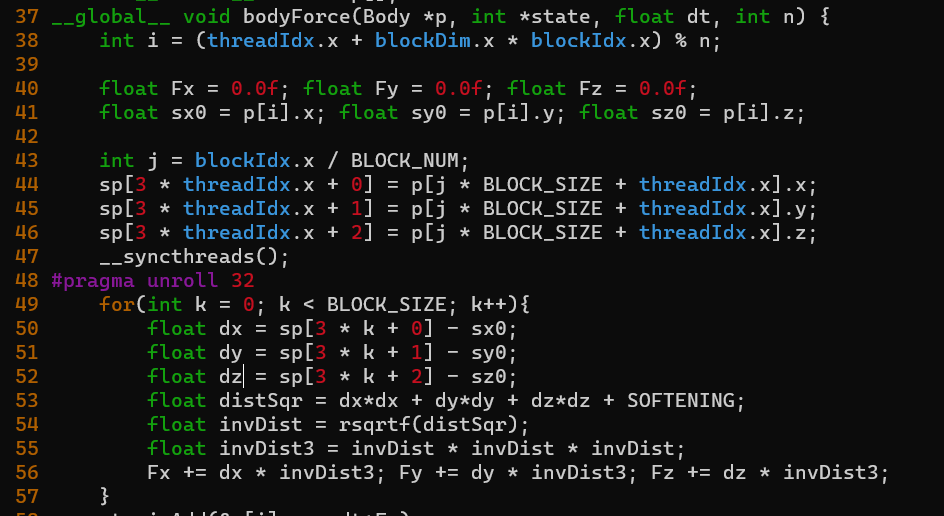 37 __global__ void bodyForce(Body *p, int *state, float dt, int n) {
38     int i = (threadIdx.x + blockDim.x * blockIdx.x) % n;
39
40     float Fx = 0.0f; float Fy = 0.0f; float Fz = 0.0f;
41     float sx0 = p[i].x; float sy0 = p[i].y; float sz0 = p[i].z;
42
43     int j = blockIdx.x / BLOCK_NUM;
44     sp[3 * threadIdx.x + 0] = p[j * BLOCK_SIZE + threadIdx.x].x;
45     sp[3 * threadIdx.x + 1] = p[j * BLOCK_SIZE + threadIdx.x].y;
46     sp[3 * threadIdx.x + 2] = p[j * BLOCK_SIZE + threadIdx.x].z;
47     __syncthreads();
48 #pragma unroll 32
49     for(int k = 0; k < BLOCK_SIZE; k++){
50         float dx = sp[3 * k + 0] - sx0;
51         float dy = sp[3 * k + 1] - sy0;
52         float dz = sp[3 * k + 2] - sz0;
53         float distSqr = dx*dx + dy*dy + dz*dz + SOFTENING;
54         float invDist = rsqrtf(distSqr);
55         float invDist3 = invDist * invDist * invDist;
56         Fx += dx * invDist3; Fy += dy * invDist3; Fz += dz * invDist3;
57     }